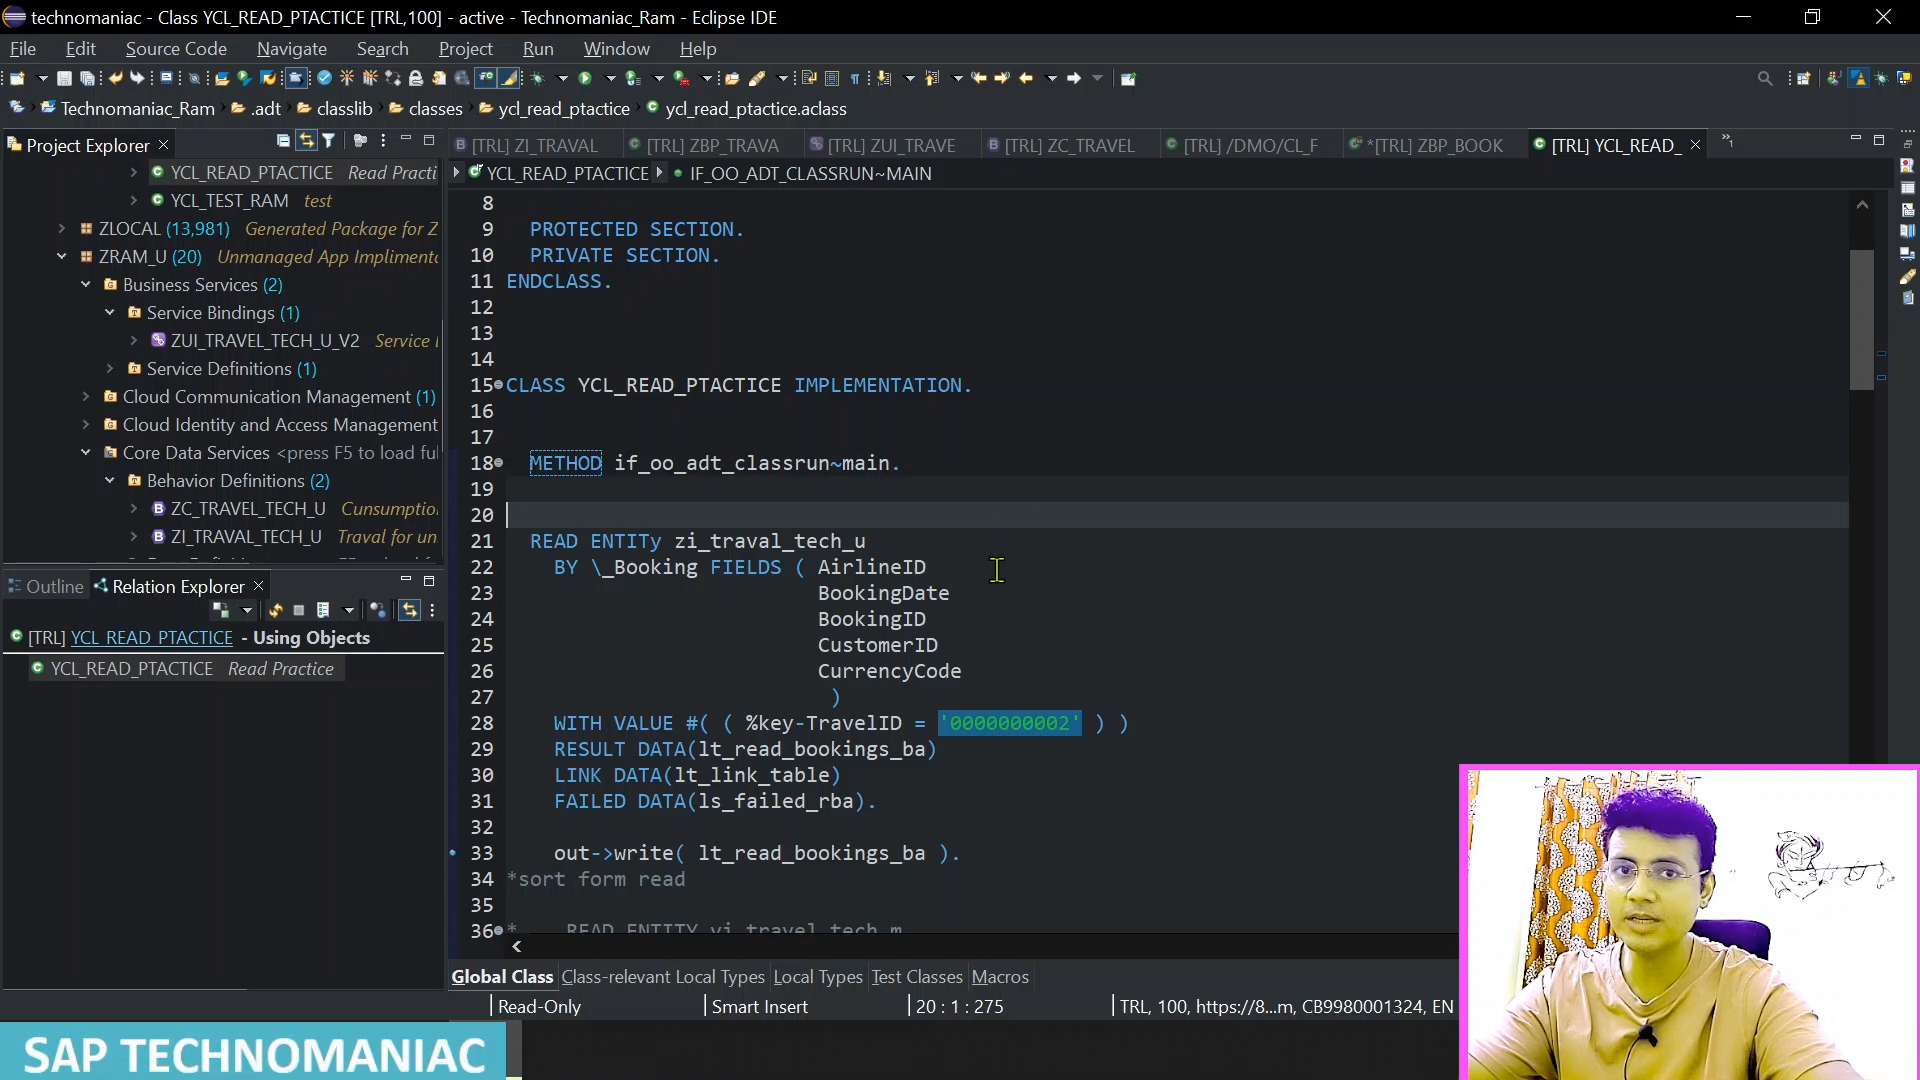 technomaniac - Class YCL_READ_PTACTICE [TRL,100] - active - Technomaniac_Ram - Eclipse IDE
File Edit Source Code Navigate Search Project Run Window Help
Technomaniac_Ram .adt classlib classes ycl_read_ptactice ycl_read_ptactice.aclass
Project Explorer
YCL_READ_PTACTICE Read Practi
YCL_TEST_RAM test
ZLOCAL (13,981) Generated Package for Z
ZRAM_U (20) Unmanaged App Implimenta
Business Services (2)
Service Bindings (1)
ZUI_TRAVEL_TECH_U_V2 Service
Service Definitions (1)
Cloud Communication Management (1)
Cloud Identity and Access Management
Core Data Services <press F5 to load ful
Behavior Definitions (2)
ZC_TRAVEL_TECH_U Cunsumptio
ZI_TRAVAL_TECH_U Traval for un
Outline Relation Explorer
[TRL] YCL_READ_PTACTICE - Using Objects
YCL_READ_PTACTICE Read Practice
[TRL] ZI_TRAVAL [TRL] ZBP_TRAVA [TRL] ZUI_TRAVE [TRL] ZC_TRAVEL [TRL] /DMO/CL_F *[TRL] ZBP_BOOK [TRL] YCL_READ_ »1
YCL_READ_PTACTICE IF_OO_ADT_CLASSRUN~MAIN
8
9 PROTECTED SECTION.
10 PRIVATE SECTION.
11 ENDCLASS.
12
13
14
15 CLASS YCL_READ_PTACTICE IMPLEMENTATION.
16
17
18 METHOD if_oo_adt_classrun~main.
19
20
21 READ ENTITy zi_traval_tech_u
22 BY \_Booking FIELDS ( AirlineID
23 BookingDate
24 BookingID
25 CustomerID
26 CurrencyCode
27 )
28 WITH VALUE #( ( %key-TravelID = '0000000002' ) )
29 RESULT DATA(lt_read_bookings_ba)
30 LINK DATA(lt_link_table)
31 FAILED DATA(ls_failed_rba).
32
33 out->write( lt_read_bookings_ba ).
34 *sort form read
35
36 * READ ENTITY yi_travel_tech_m
Global Class Class-relevant Local Types Local Types Test Classes Macros
Read-Only Smart Insert 20 : 1 : 275 TRL, 100, https://8...m, CB9980001324, EN
SAP TECHNOMANIAC